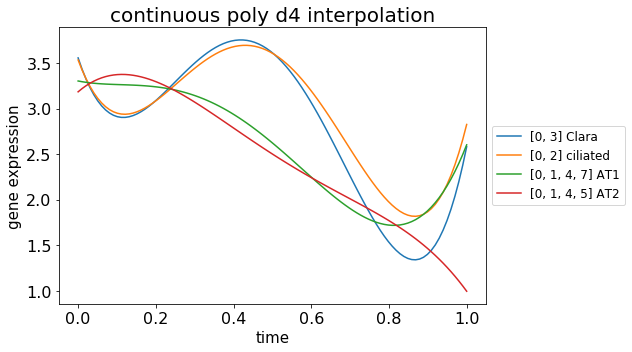 continuous poly d4 interpolation
gene expression
3.5
3.0
2.5
2.0
1.5
1.0
0.0
0.2
0.4
0.6
0.8
1.0
time
[0, 3] Clara
[0, 2] ciliated
[0, 1, 4, 7] AT1
[0, 1, 4, 5] AT2